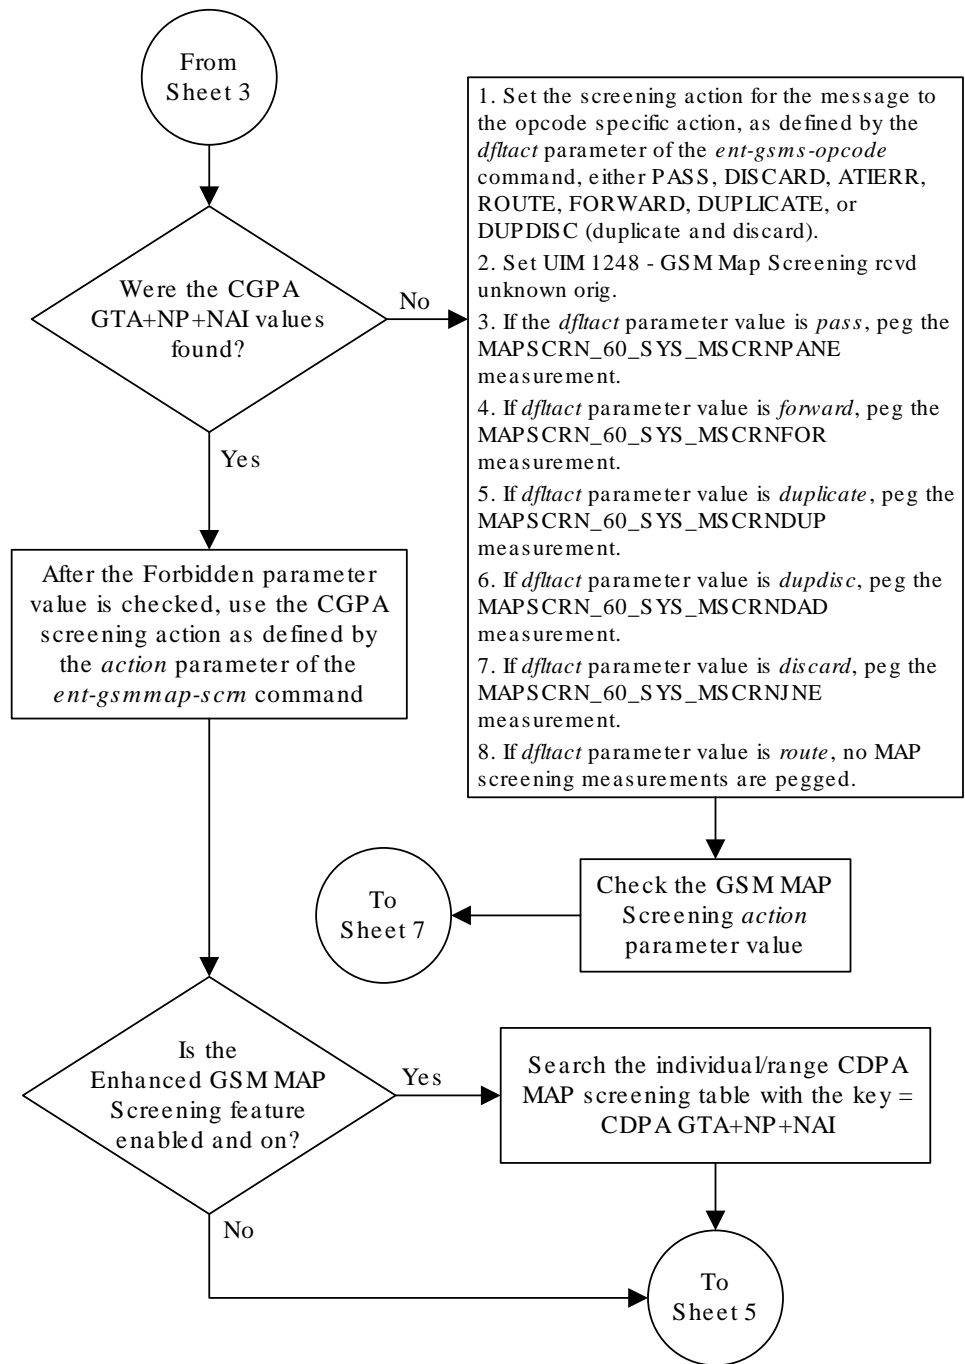 From
Sheet 3
Were the CGPA
GTA+NP+NAI values
found?
No
Yes
1. Set the screening action for the message to
the opcode specific action, as defined by the
dfltact parameter of the ent-gsms-opcode
command, either PASS, DISCARD, ATIERR,
ROUTE, FORWARD, DUPLICATE, or
DUPDISC (duplicate and discard).
2. Set UIM 1248 - GSM Map Screening rcvd
unknown orig.
3. If the dfltact parameter value is pass, peg the
MAPSCRN_60_SYS_MSCRNPANE
measurement.
4. If dfltact parameter value is forward, peg the
MAPSCRN_60_SYS_MSCRNFOR
measurement.
5. If dfltact parameter value is duplicate, peg the
MAPSCRN_60_SYS_MSCRNDUP
measurement.
6. If dfltact parameter value is dupdisc, peg the
MAPSCRN_60_SYS_MSCRNDAD
measurement.
7. If dfltact parameter value is discard, peg the
MAPSCRN_60_SYS_MSCRNJNE
measurement.
8. If dfltact parameter value is route, no MAP
screening measurements are pegged.
After the Forbidden parameter
value is checked, use the CGPA
screening action as defined by
the action parameter of the
ent-gsmmap-scrn command
Check the GSM MAP
Screening action
parameter value
To
Sheet 7
Is the
Enhanced GSM MAP
Screening feature
enabled and on?
Yes
No
Search the individual/range CDPA
MAP screening table with the key =
CDPA GTA+NP+NAI
To
Sheet 5